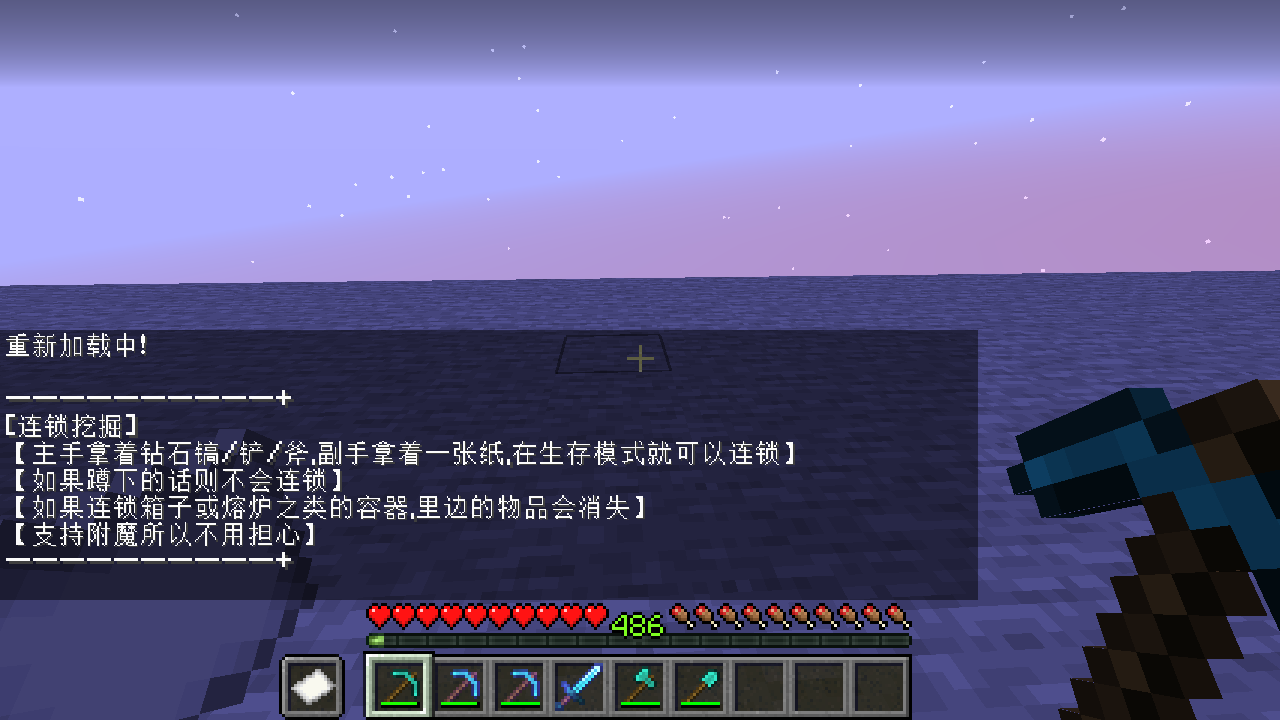 重新加载中!
——————————————+
[连锁挖掘]
【主手拿着钻石镐/铲/斧.副手拿着一张纸.在生存模式就可以连锁】
【如果蹲下的话则不会连锁】
【如果连锁箱子或熔炉之类的容器.里边的物品会消失】
【支持附魔所以不用担心】
——————————————+
486